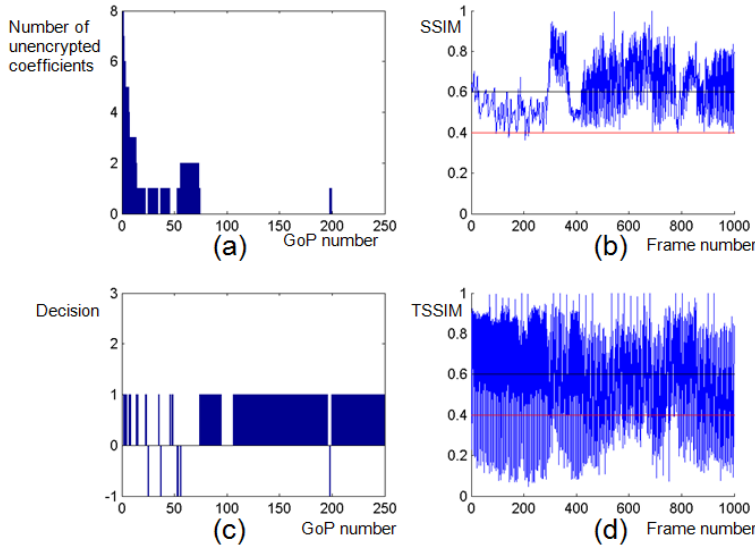 Number of
unencrypted
coefficients
8
6
4
2
0
0 50 100 150 200 250
(a) GoP number
SSIM
1
0.8
0.6
0.4
0.2
0
0 200 400 600 800 1000
(b) Frame number
Decision
3
2
1
0
-1
0 50 100 150 200 250
(c) GoP number
TSSIM
1
0.8
0.6
0.4
0.2
0
0 200 400 600 800 1000
(d) Frame number